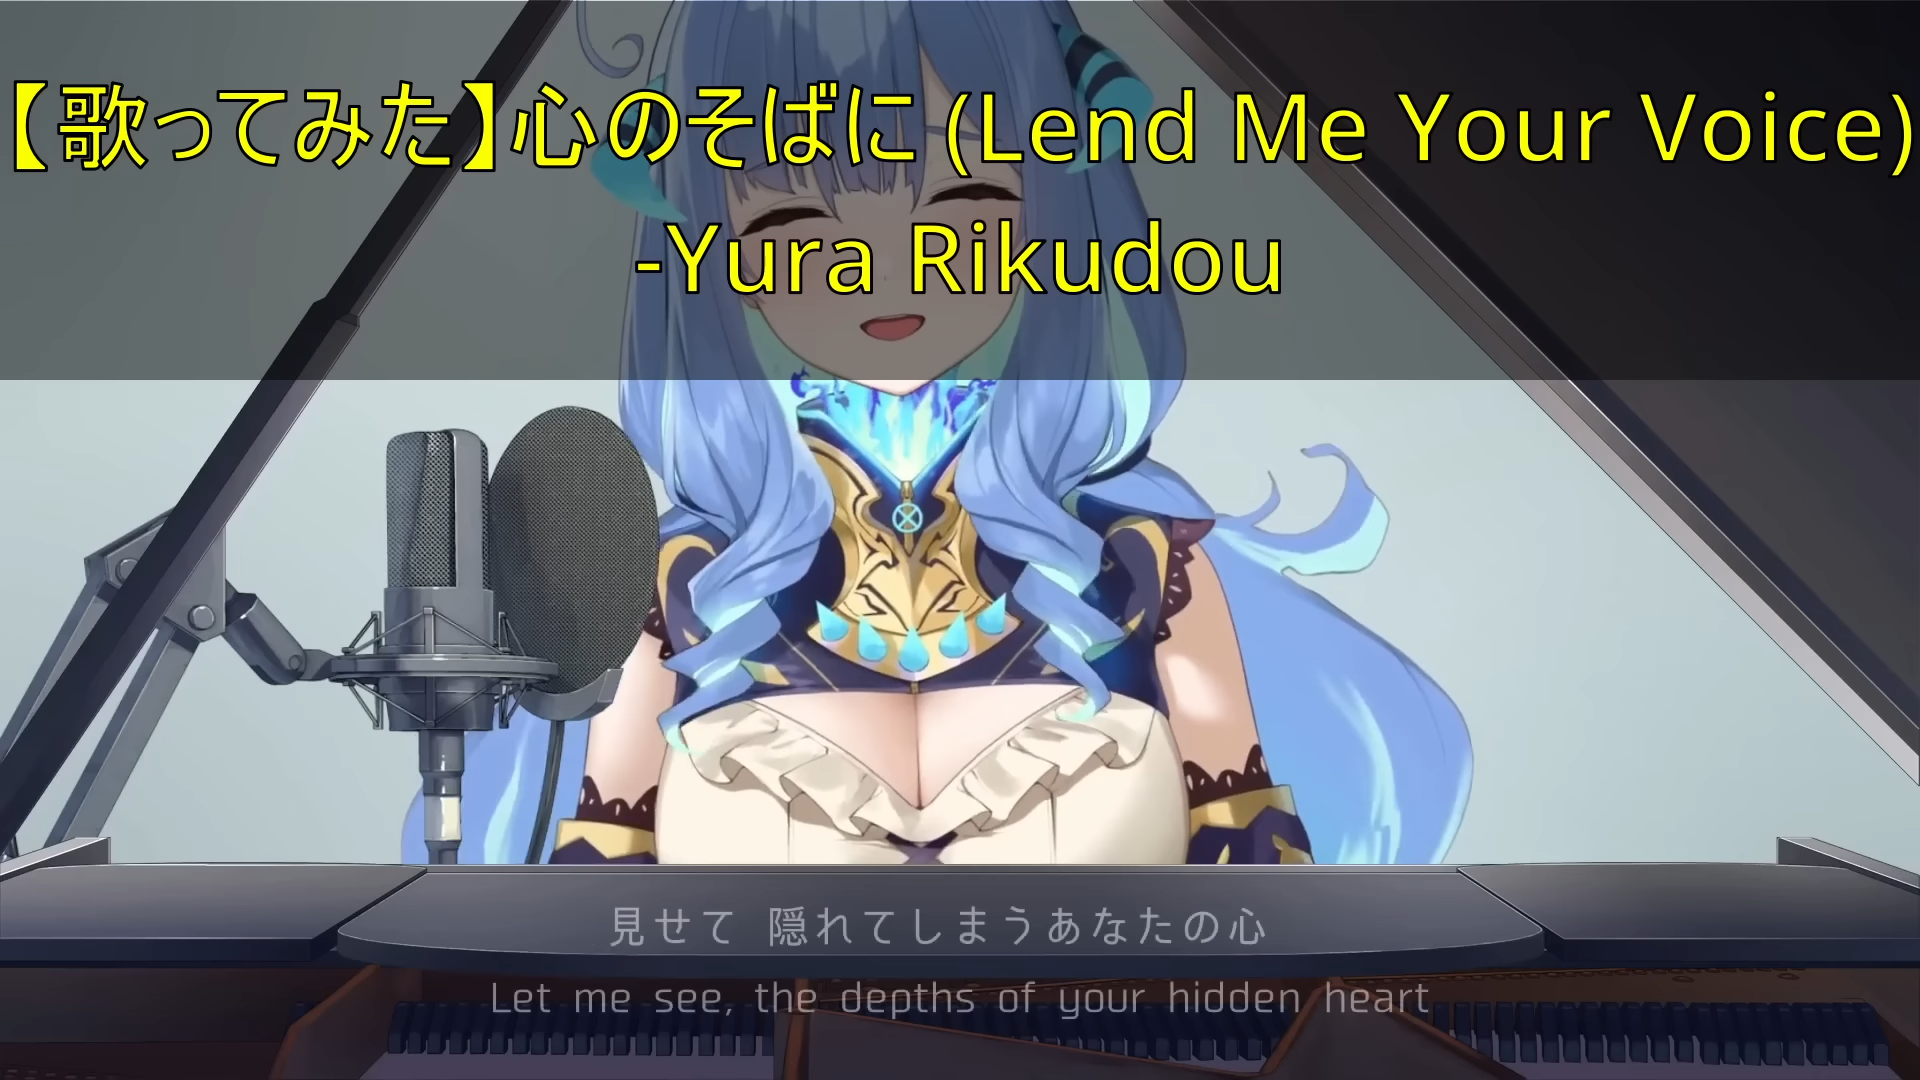 【歌ってみた】心のそばに (Lend Me Your Voice)
-Yura Rikudou
見せて 隠れてしまうあなたの心
Let me see, the depths of your hidden heart